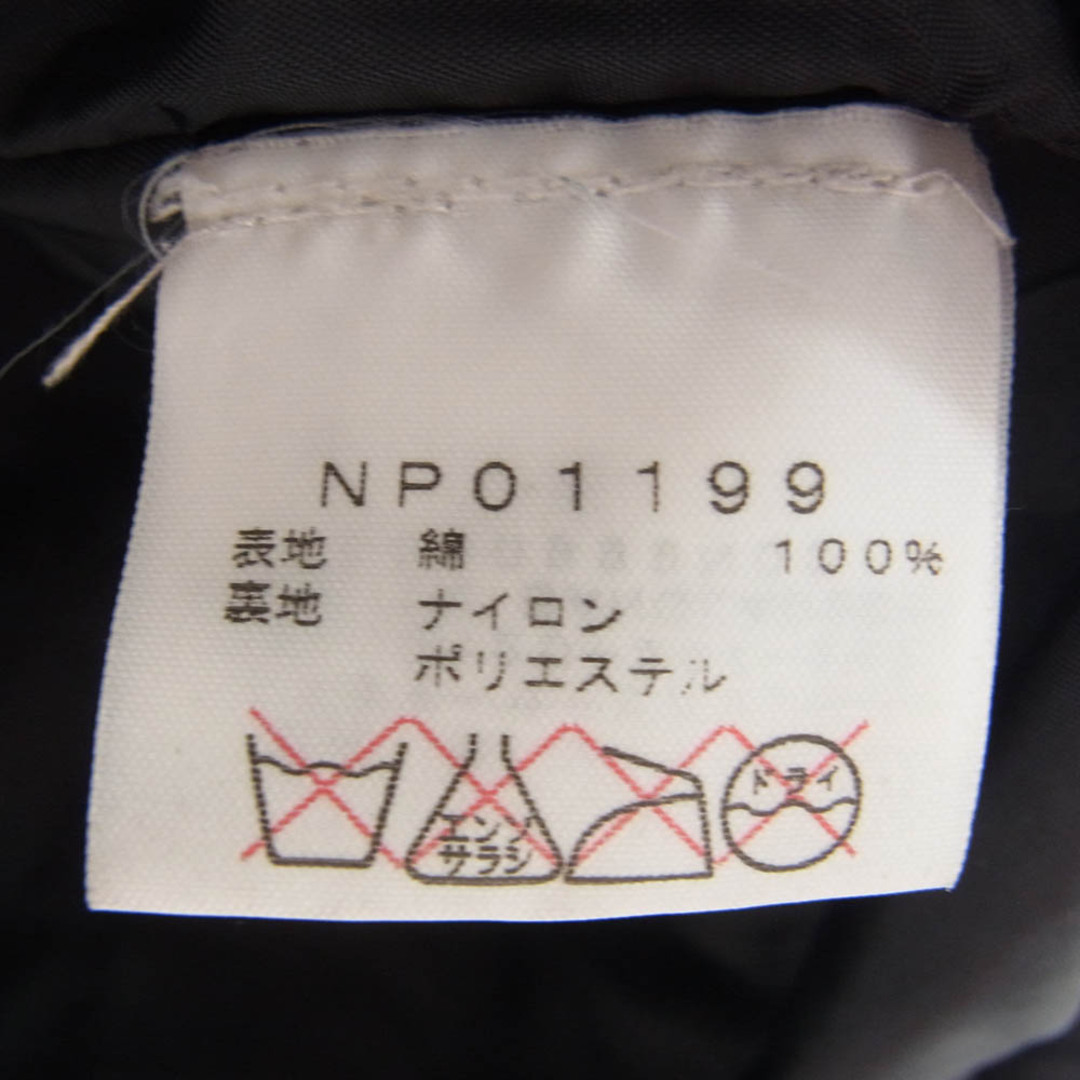 NP01199
表地 綿 100%
裏地 ナイロン
ポリエステル
エンソ
サラシ
ドライ